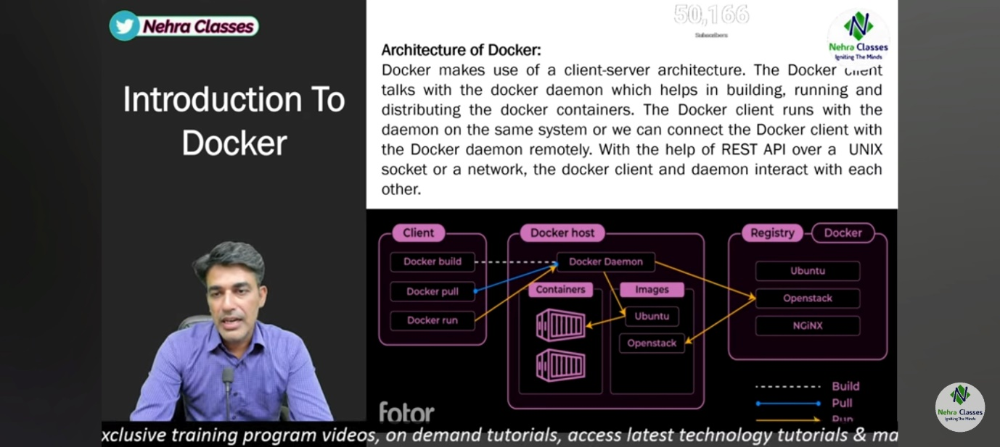 Nehra Classes
Introduction To
Docker
50,166
Subscribers
Nehra Classes
Igniting The Minds
Architecture of Docker:
Docker makes use of a client-server architecture. The Docker client
talks with the docker daemon which helps in building, running and
distributing the docker containers. The Docker client runs with the
daemon on the same system or we can connect the Docker client with
the Docker daemon remotely. With the help of REST API over a UNIX
socket or a network, the docker client and daemon interact with each
other.
Client
Docker build
Docker pull
Docker run
Docker host
Docker Daemon
Containers
Images
Ubuntu
Openstack
Registry
Docker
Ubuntu
Openstack
NGiNX
Build
Pull
Run
fotor
Nehra Classes
Igniting The Minds
xclusive training program videos, on demand tutorials, access latest technology tutorials & ma